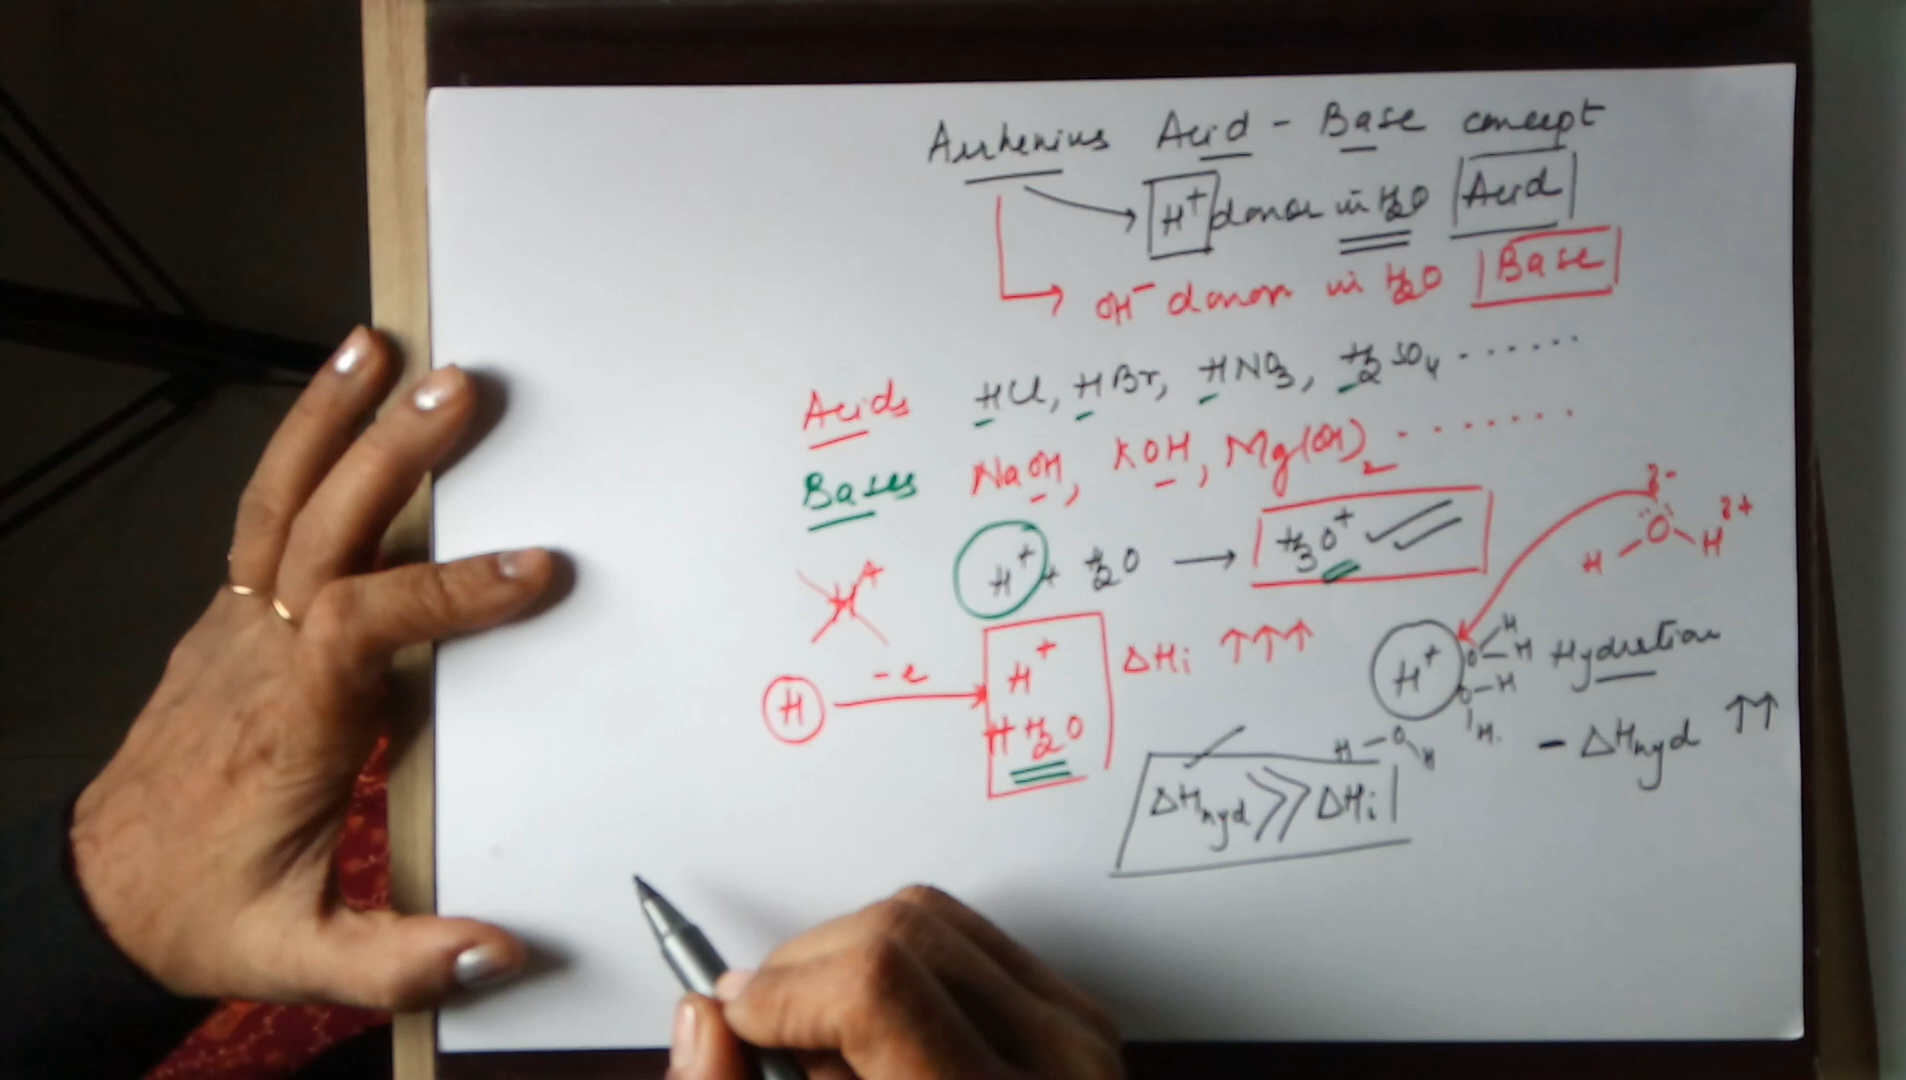 Arrhenius Acid - Base concept
H+ donor in H2O Acid
OH- donor in H2O Base
Acids HCl, HBr, HNO3, H2SO4 ......
Bases NaOH, KOH, Mg(OH)2 .......
H+ + H2O → H3O+ ✓✓
H+
δ-
H O H δ+
H -e → H+ ΔHi ↑↑↑
H H2O
H+ O H H Hydration
O-H
H
H-O H
- ΔHhyd ↑↑
ΔHhyd >> ΔHi